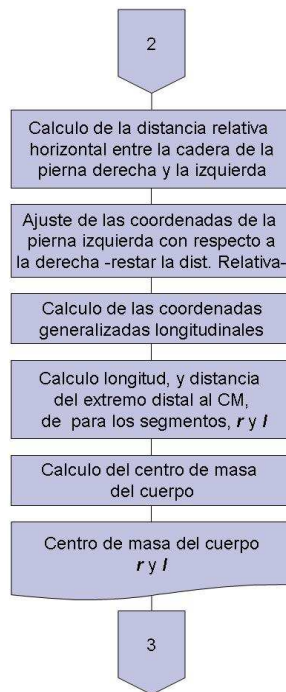 2
Calculo de la distancia relativa
horizontal entre la cadera de la
pierna derecha y la izquierda
Ajuste de las coordenadas de la
pierna izquierda con respecto a
la derecha -restar la dist. Relativa-
Calculo de las coordenadas
generalizadas longitudinales
Calculo longitud, y distancia
del extremo distal al CM,
de para los segmentos, r y l
Calculo del centro de masa
del cuerpo
Centro de masa del cuerpo
r y l
3